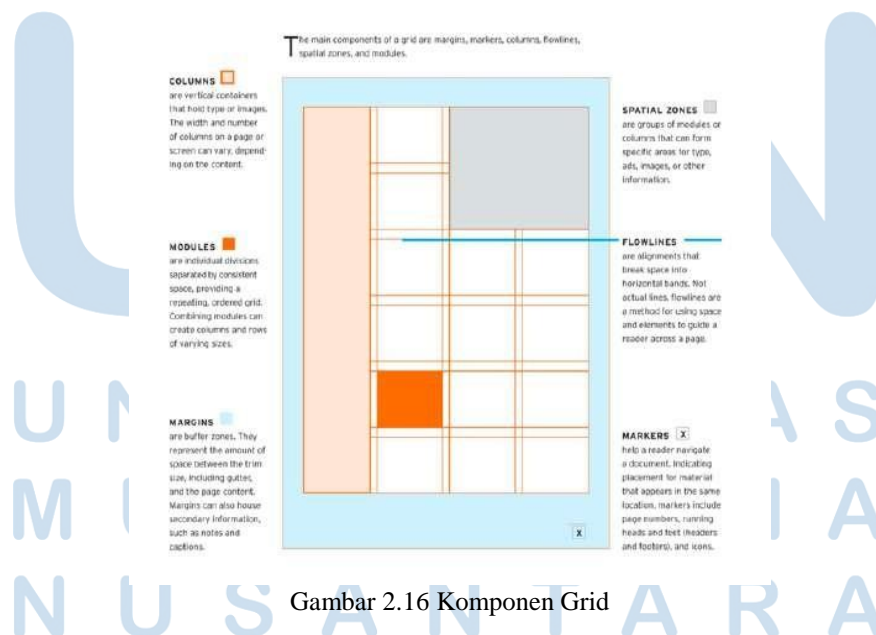 The main components of a grid are margins, markers, columns, flowlines,
spatial zones, and modules.
COLUMNS
are vertical containers
that hold type or images.
The width and number
of columns on a page or
screen can vary, depend-
ing on the content.
MODULES
are individual divisions
separated by consistent
space, providing a
repeating, ordered grid.
Combining modules can
create columns and rows
of varying sizes.
MARGINS
are buffer zones. They
represent the amount of
space between the trim
size, including gutter,
and the page content.
Margins can also house
secondary information,
such as notes and
captions.
SPATIAL ZONES
are groups of modules or
columns that can form
specific areas for type,
ads, images, or other
information.
FLOWLINES
are alignments that
break space into
horizontal bands. Not
actual lines, flowlines are
a method for using space
and elements to guide a
reader across a page.
MARKERS X
help a reader navigate
a document. Indicating
placement for material
that appears in the same
location, markers include
page numbers, running
heads and feet (headers
and footers), and icons.
X
Gambar 2.16 Komponen Grid
NUSANTARA